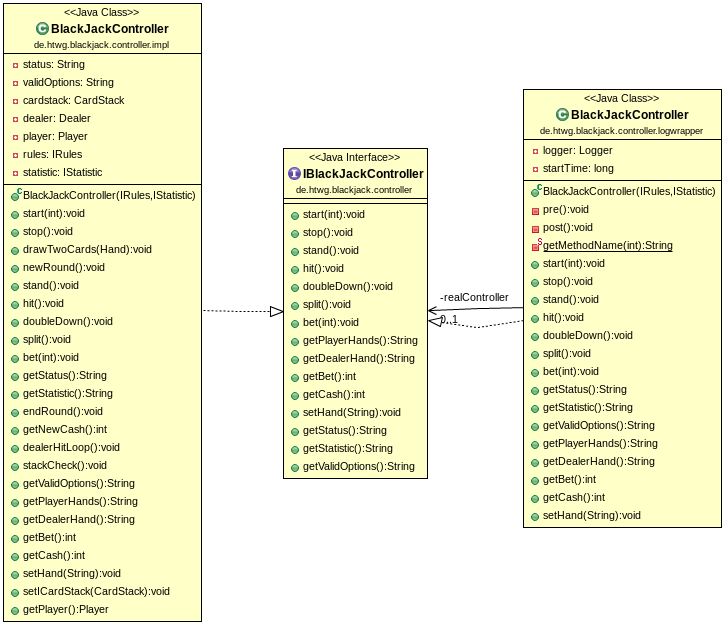 <<Java Class>>
BlackJackController
de.htwg.blackjack.controller.impl
status: String
validOptions: String
cardstack: CardStack
dealer: Dealer
player: Player
rules: IRules
statistic: IStatistic
BlackJackController(IRules,IStatistic)
start(int):void
stop():void
drawTwoCards(Hand):void
newRound():void
stand():void
hit():void
doubleDown():void
split():void
bet(int):void
getStatus():String
getStatistic():String
endRound():void
getNewCash():int
dealerHitLoop():void
stackCheck():void
getValidOptions():String
getPlayerHands():String
getDealerHand():String
getBet():int
getCash():int
setHand(String):void
setICardStack(CardStack):void
getPlayer():Player
<<Java Interface>>
IBlackJackController
de.htwg.blackjack.controller
start(int):void
stop():void
stand():void
hit():void
doubleDown():void
split():void
bet(int):void
getPlayerHands():String
getDealerHand():String
getBet():int
getCash():int
setHand(String):void
getStatus():String
getStatistic():String
getValidOptions():String
-realController
0..1
<<Java Class>>
BlackJackController
de.htwg.blackjack.controller.logwrapper
logger: Logger
startTime: long
BlackJackController(IRules,IStatistic)
pre():void
post():void
getMethodName(int):String
start(int):void
stop():void
stand():void
hit():void
doubleDown():void
split():void
bet(int):void
getStatus():String
getStatistic():String
getValidOptions():String
getPlayerHands():String
getDealerHand():String
getBet():int
getCash():int
setHand(String):void